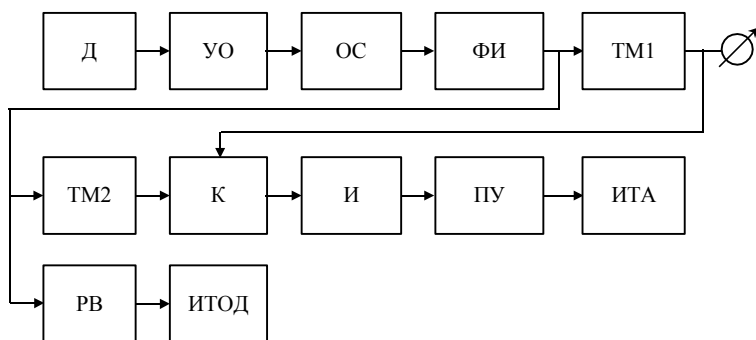 Д УО ОС ФИ ТМ1
ТМ2 К И ПУ ИТА
РВ ИТОД